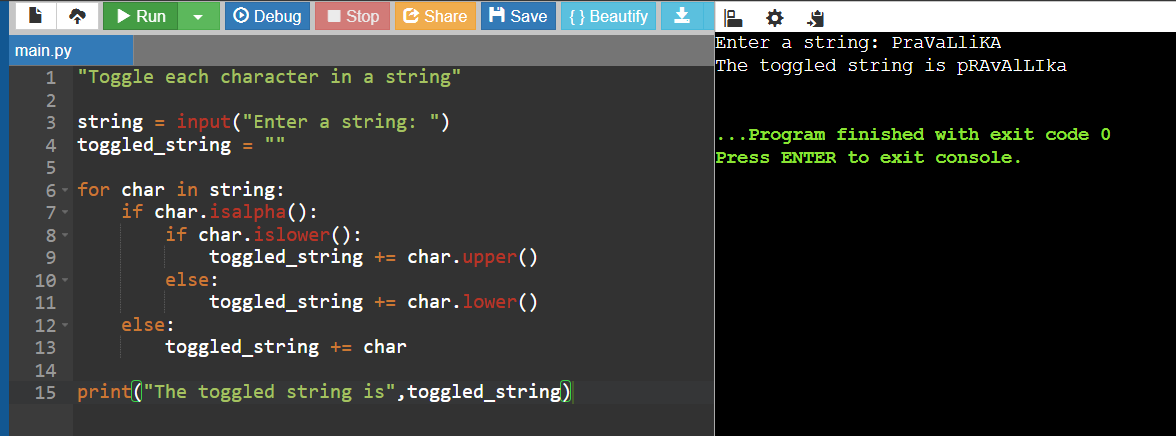 Run Debug Stop Share Save { } Beautify
main.py
1 "Toggle each character in a string"
2
3 string = input("Enter a string: ")
4 toggled_string = ""
5
6 for char in string:
7     if char.isalpha():
8         if char.islower():
9             toggled_string += char.upper()
10         else:
11             toggled_string += char.lower()
12     else:
13         toggled_string += char
14
15 print("The toggled string is",toggled_string)
Enter a string: PraVaLliKA
The toggled string is pRAvAlLIka
...Program finished with exit code 0
Press ENTER to exit console.